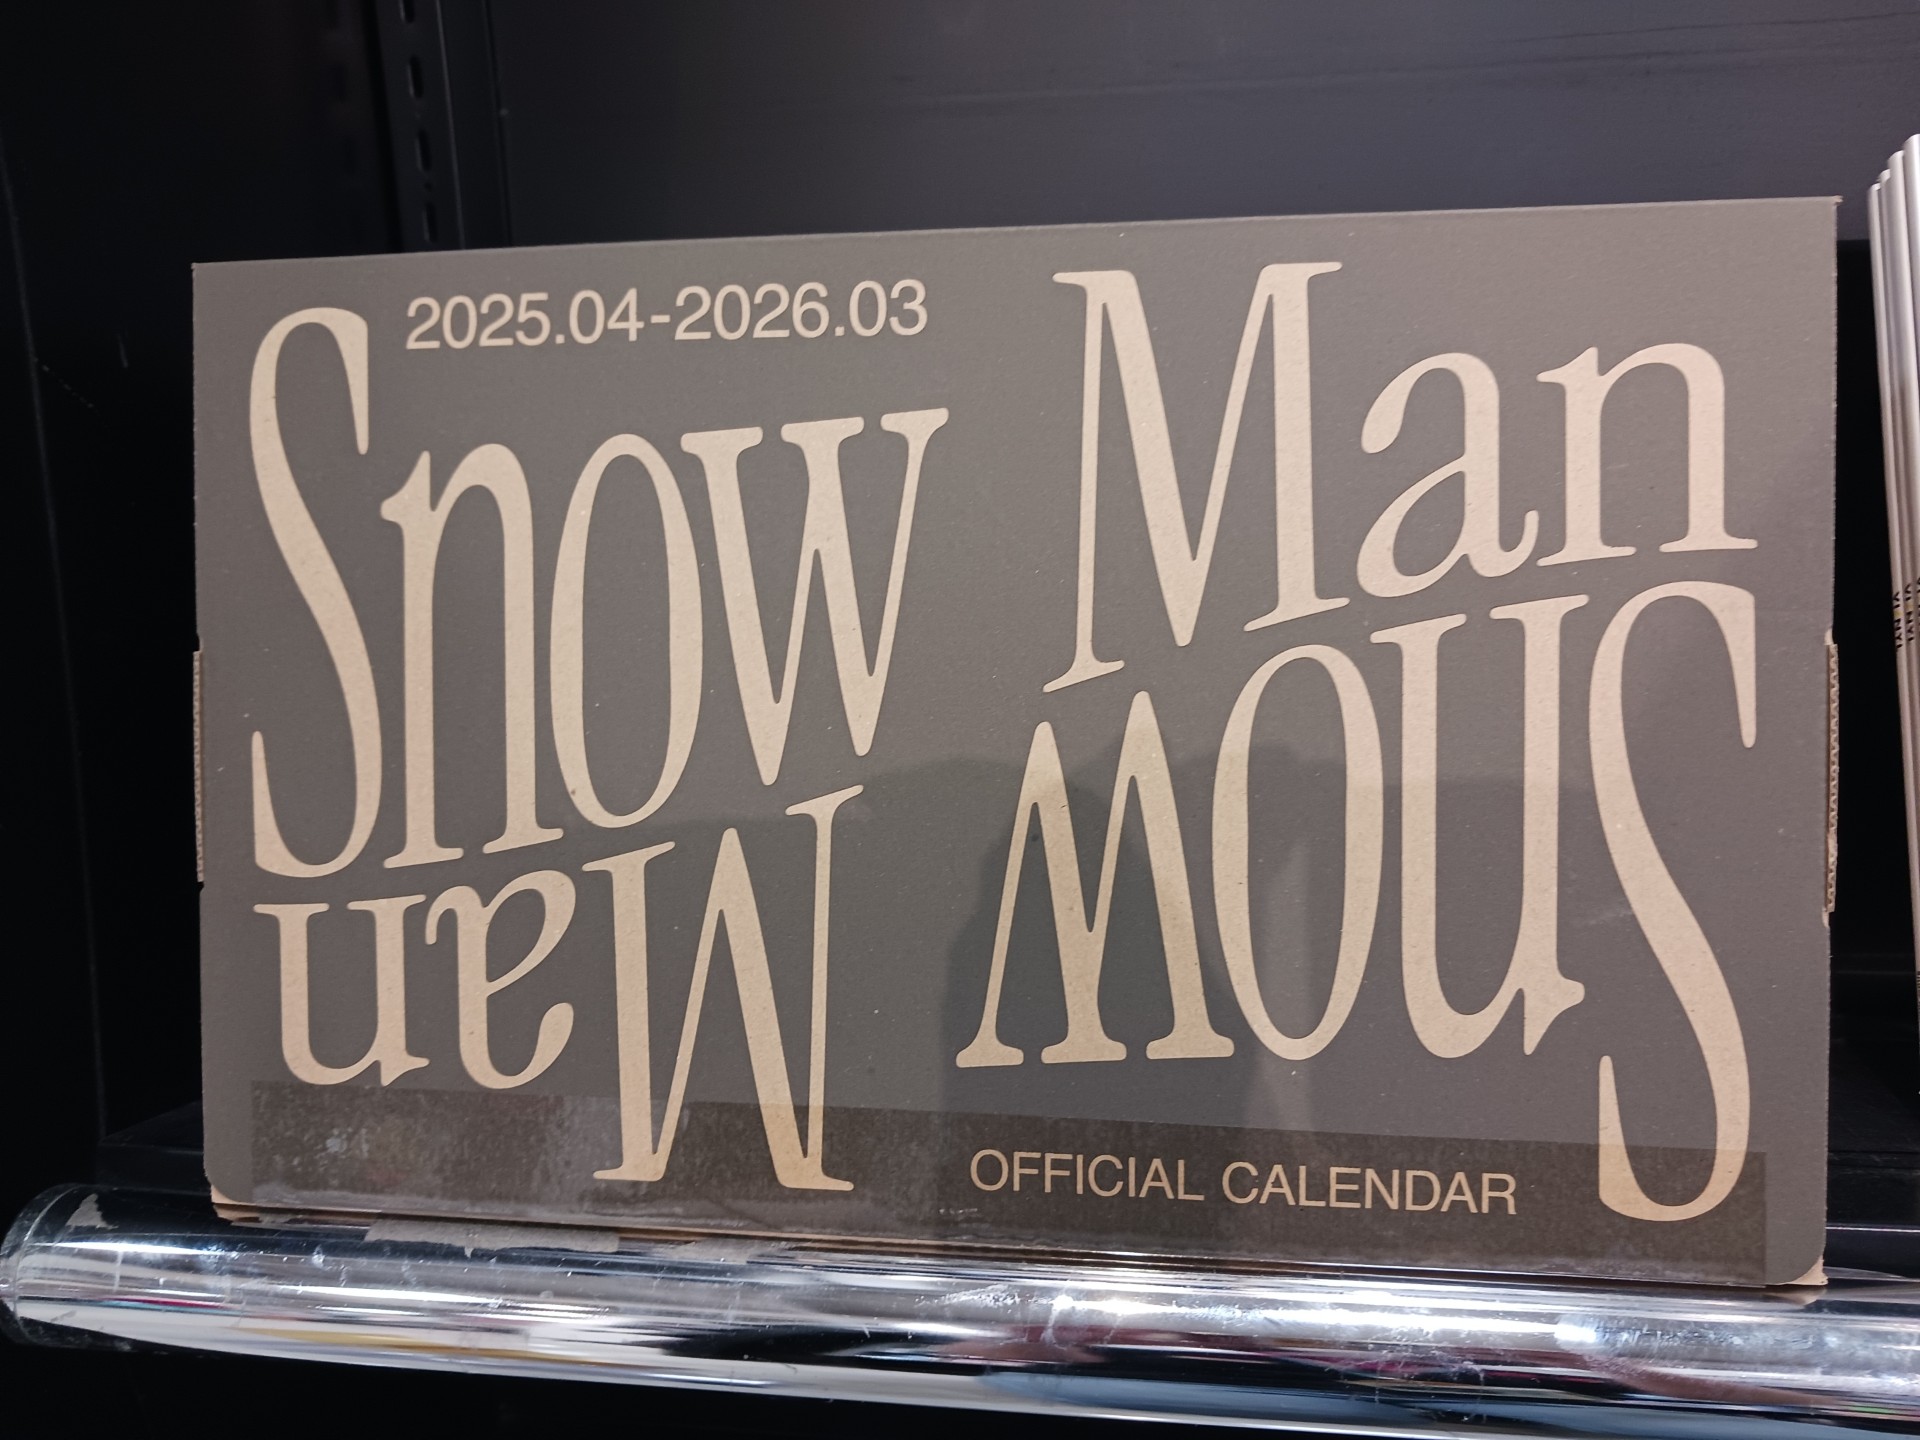 2025.04-2026.03
Snow Man
Snow Man
OFFICIAL CALENDAR